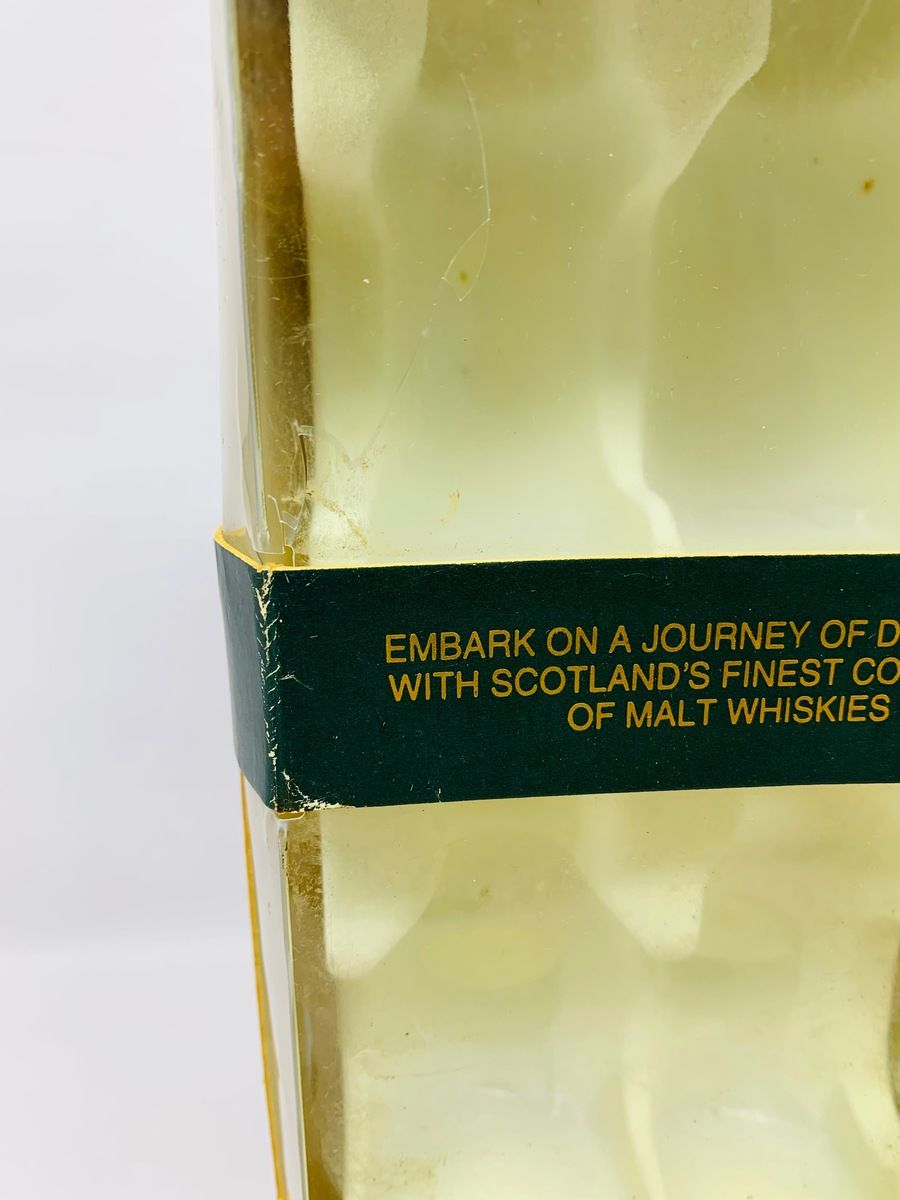 EMBARK ON A JOURNEY OF D
WITH SCOTLAND'S FINEST CO
OF MALT WHISKIES